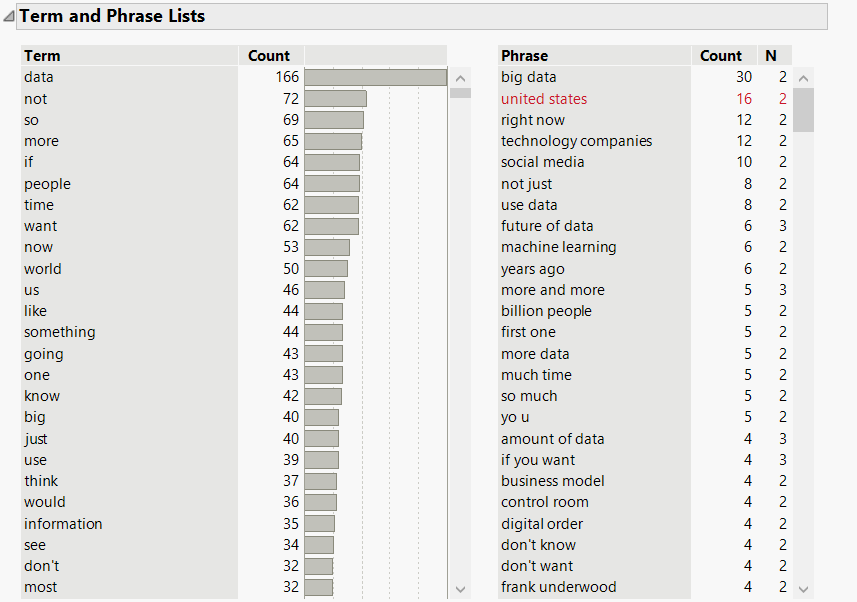 Term and Phrase Lists
Term Count Phrase Count N
data 166 big data 30 2
not 72 united states 16 2
so 69 right now 12 2
more 65 technology companies 12 2
if 64 social media 10 2
people 64 not just 8 2
time 62 use data 8 2
want 62 future of data 6 3
now 53 machine learning 6 2
world 50 years ago 6 2
us 46 more and more 5 3
like 44 billion people 5 2
something 44 first one 5 2
going 43 more data 5 2
one 43 much time 5 2
know 42 so much 5 2
big 40 yo u 5 2
just 40 amount of data 4 3
use 39 if you want 4 3
think 37 business model 4 2
would 36 control room 4 2
information 35 digital order 4 2
see 34 don't know 4 2
don't 32 don't want 4 2
most 32 frank underwood 4 2